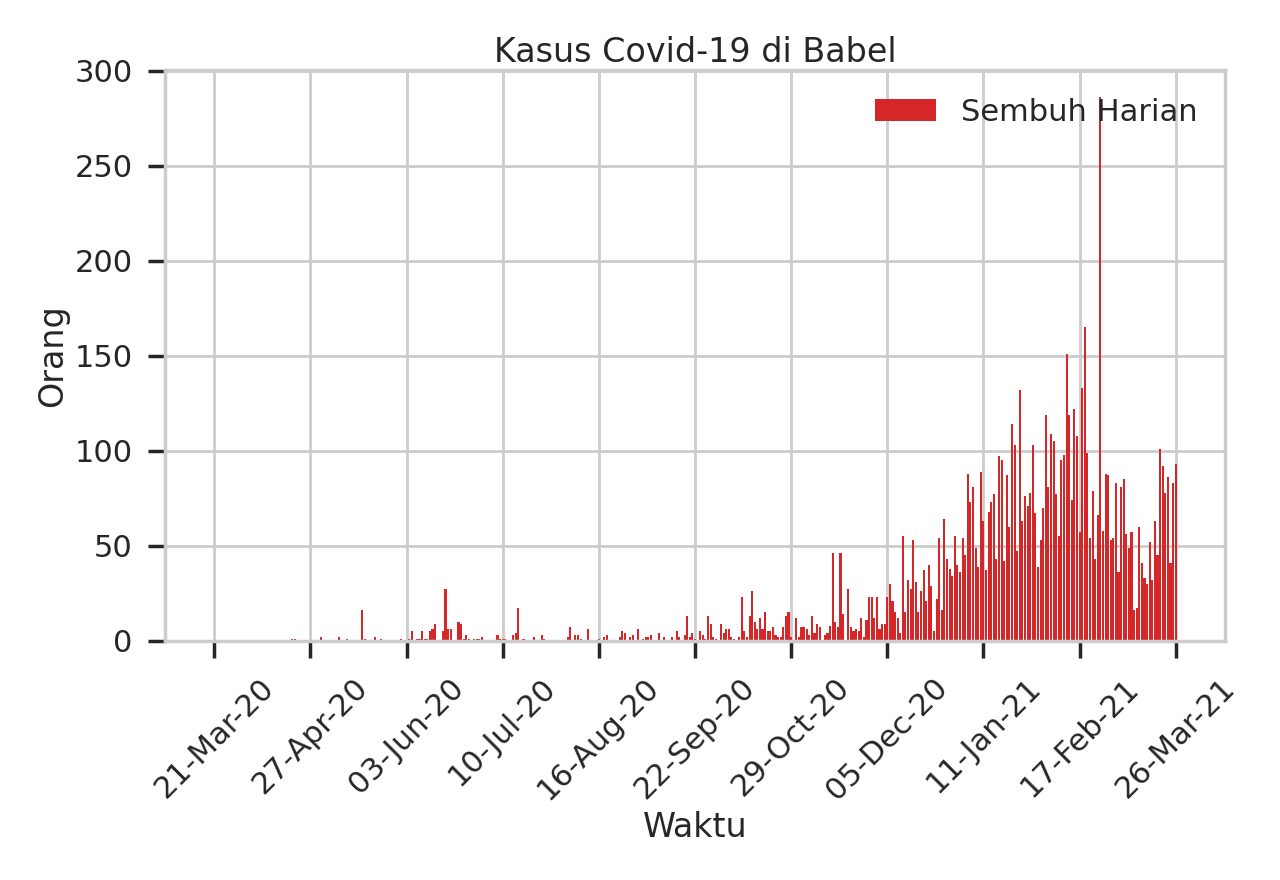 Kasus Covid-19 di Babel
Sembuh Harian
Orang
300
250
200
150
100
50
0
21-Mar-20
27-Apr-20
03-Jun-20
10-Jul-20
16-Aug-20
22-Sep-20
29-Oct-20
05-Dec-20
11-Jan-21
17-Feb-21
26-Mar-21
Waktu